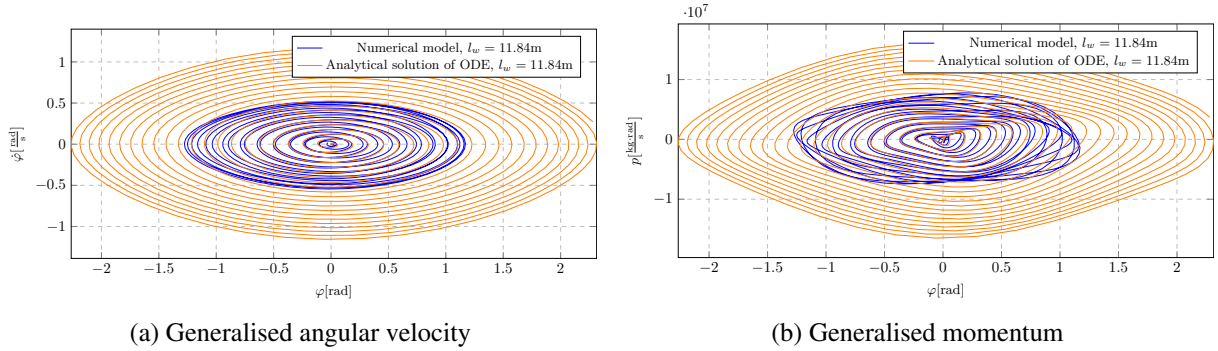 Numerical model, l_w = 11.84m
Analytical solution of ODE, l_w = 11.84m
1
0.5
0
−0.5
−1
φ̇[rad/s]
−2 −1.5 −1 −0.5 0 0.5 1 1.5 2
φ[rad]
(a) Generalised angular velocity
·10^7
Numerical model, l_w = 11.84m
Analytical solution of ODE, l_w = 11.84m
1
0
−1
p[kg·rad/s]
−2 −1.5 −1 −0.5 0 0.5 1 1.5 2
φ[rad]
(b) Generalised momentum